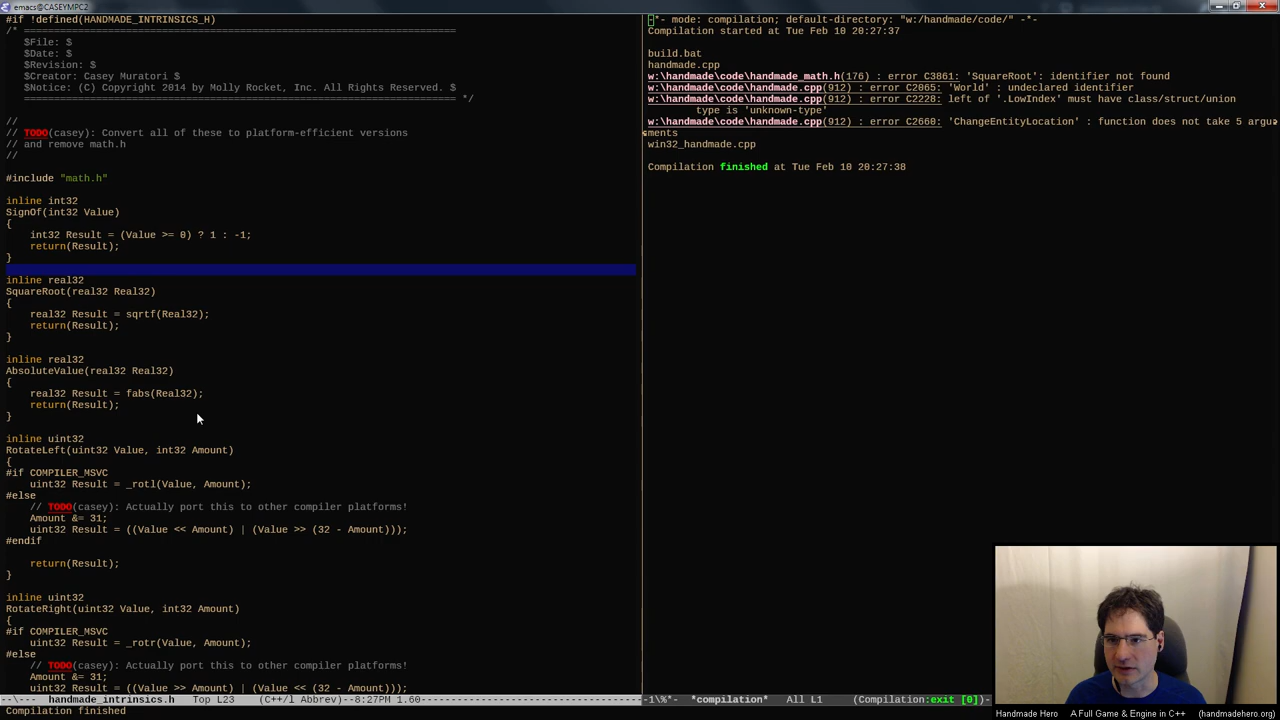 emacs@CASEYMPC2
#if !defined(HANDMADE_INTRINSICS_H)
/* ========================================================================
   $File: $
   $Date: $
   $Revision: $
   $Creator: Casey Muratori $
   $Notice: (C) Copyright 2014 by Molly Rocket, Inc. All Rights Reserved. $
   ======================================================================== */
//
// TODO(casey): Convert all of these to platform-efficient versions
// and remove math.h
//
#include "math.h"
inline int32
SignOf(int32 Value)
{
    int32 Result = (Value >= 0) ? 1 : -1;
    return(Result);
}
inline real32
SquareRoot(real32 Real32)
{
    real32 Result = sqrtf(Real32);
    return(Result);
}
inline real32
AbsoluteValue(real32 Real32)
{
    real32 Result = fabs(Real32);
    return(Result);
}
inline uint32
RotateLeft(uint32 Value, int32 Amount)
{
#if COMPILER_MSVC
    uint32 Result = _rotl(Value, Amount);
#else
    // TODO(casey): Actually port this to other compiler platforms!
    Amount &= 31;
    uint32 Result = ((Value << Amount) | (Value >> (32 - Amount)));
#endif
    return(Result);
}
inline uint32
RotateRight(uint32 Value, int32 Amount)
{
#if COMPILER_MSVC
    uint32 Result = _rotr(Value, Amount);
#else
    // TODO(casey): Actually port this to other compiler platforms!
    Amount &= 31;
    uint32 Result = ((Value >> Amount) | (Value << (32 - Amount)));
--\--- handmade_intrinsics.h Top L23 (C++/l Abbrev)--8:27PM 1.60
Compilation finished
-*- mode: compilation; default-directory: "w:/handmade/code/" -*-
Compilation started at Tue Feb 10 20:27:37
build.bat
handmade.cpp
w:\handmade\code\handmade_math.h(176) : error C3861: 'SquareRoot': identifier not found
w:\handmade\code\handmade.cpp(912) : error C2065: 'World' : undeclared identifier
w:\handmade\code\handmade.cpp(912) : error C2228: left of '.LowIndex' must have class/struct/union
        type is 'unknown-type'
w:\handmade\code\handmade.cpp(912) : error C2660: 'ChangeEntityLocation' : function does not take 5 argu
ments
win32_handmade.cpp
Compilation finished at Tue Feb 10 20:27:38
-1\%*- *compilation* All L1 (Compilation:exit [0])-
Handmade Hero A Full Game & Engine in C++ (handmadehero.org)